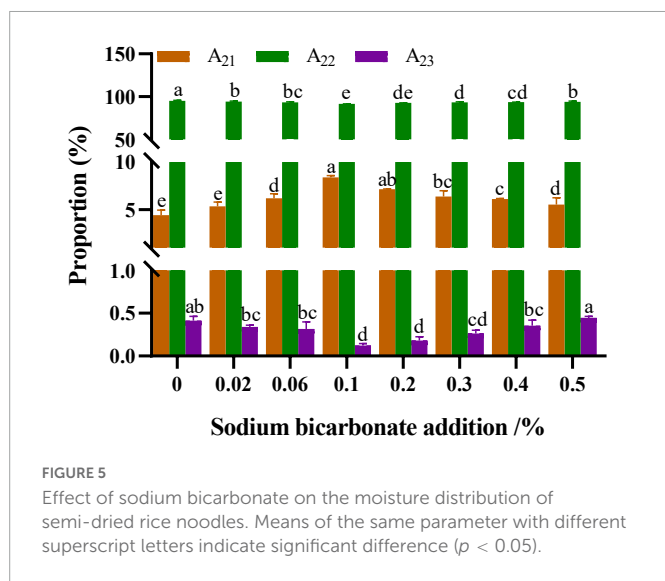 A₂₁ A₂₂ A₂₃
150
100
50
10
5
1.0
0.5
0.0
Proportion (%)
a b bc e de d cd b
e e d a ab bc c d
ab bc bc d d cd bc a
0 0.02 0.06 0.1 0.2 0.3 0.4 0.5
Sodium bicarbonate addition /%
FIGURE 5
Effect of sodium bicarbonate on the moisture distribution of
semi-dried rice noodles. Means of the same parameter with different
superscript letters indicate significant difference (p < 0.05).